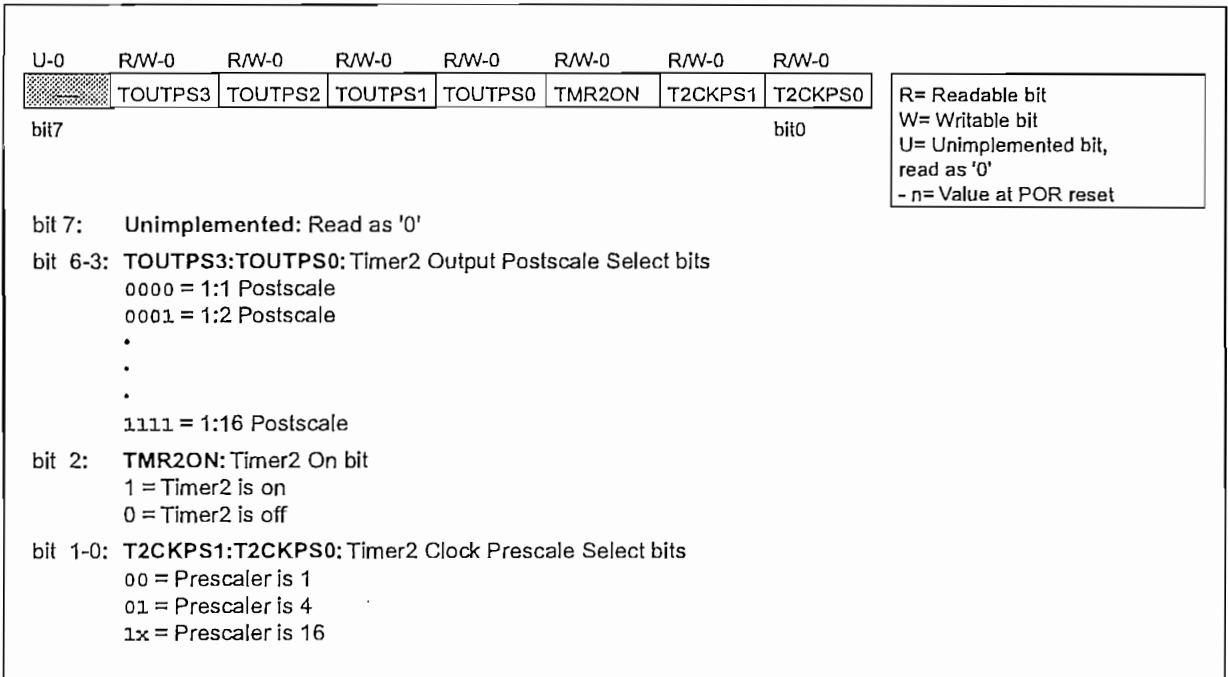 U-0 R/W-0 R/W-0 R/W-0 R/W-0 R/W-0 R/W-0 R/W-0
— TOUTPS3 TOUTPS2 TOUTPS1 TOUTPS0 TMR2ON T2CKPS1 T2CKPS0
bit7 bit0
R= Readable bit
W= Writable bit
U= Unimplemented bit,
read as '0'
- n= Value at POR reset
bit 7: Unimplemented: Read as '0'
bit 6-3: TOUTPS3:TOUTPS0: Timer2 Output Postscale Select bits
0000 = 1:1 Postscale
0001 = 1:2 Postscale
•
•
•
1111 = 1:16 Postscale
bit 2: TMR2ON: Timer2 On bit
1 = Timer2 is on
0 = Timer2 is off
bit 1-0: T2CKPS1:T2CKPS0: Timer2 Clock Prescale Select bits
00 = Prescaler is 1
01 = Prescaler is 4
1x = Prescaler is 16